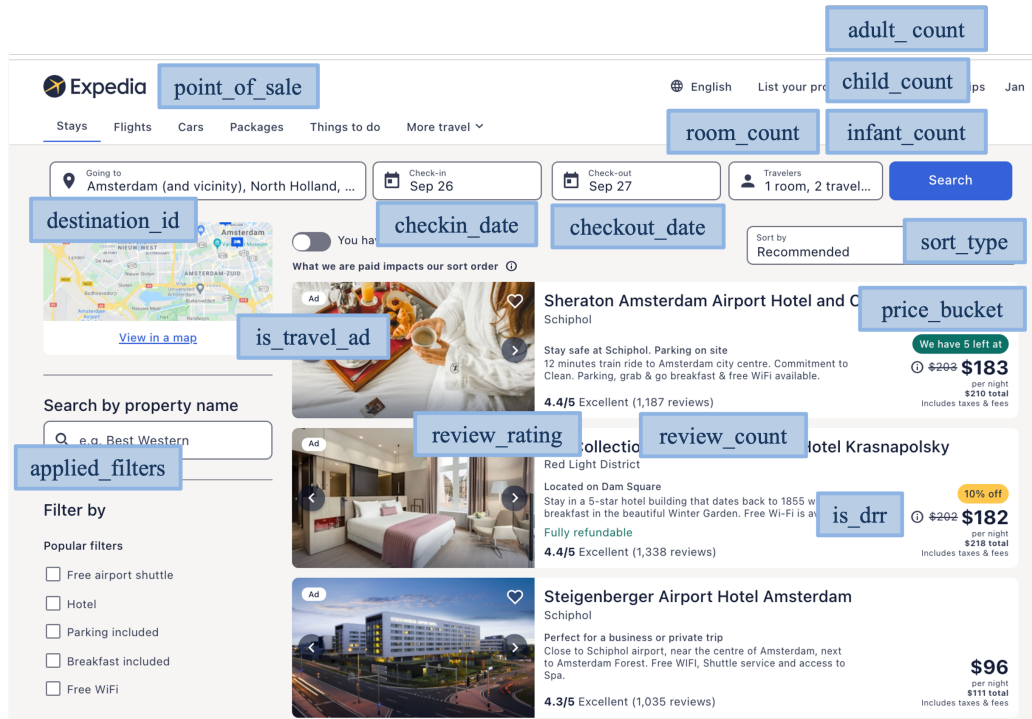 adult_ count
Expedia
point_of_sale
English
List your pro
child_count
ips
Jan
Stays
Flights
Cars
Packages
Things to do
More travel
room_count
infant_count
Going to
Amsterdam (and vicinity), North Holland, ...
Check-in
Sep 26
Check-out
Sep 27
Travelers
1 room, 2 travel...
Search
destination_id
checkin_date
checkout_date
sort_type
Amsterdam
NIEUW-WEST
AMSTERDAM-ZUID
View in a map
You ha
Sort by
Recommended
What we are paid impacts our sort order
is_travel_ad
price_bucket
Ad
Sheraton Amsterdam Airport Hotel and C
Schiphol
Stay safe at Schiphol. Parking on site
12 minutes train ride to Amsterdam city centre. Commitment to
Clean. Parking, grab & go breakfast & free WiFi available.
4.4/5 Excellent (1,187 reviews)
We have 5 left at
$203 $183
per night
$210 total
Includes taxes & fees
Search by property name
e.g. Best Western
applied_filters
review_rating
review_count
Ad
Collectio
Hotel Krasnapolsky
Red Light District
Located on Dam Square
Stay in a 5-star hotel building that dates back to 1855 w
breakfast in the beautiful Winter Garden. Free Wi-Fi is av
Fully refundable
4.4/5 Excellent (1,338 reviews)
is_drr
10% off
$202 $182
per night
$218 total
Includes taxes & fees
Filter by
Popular filters
Free airport shuttle
Hotel
Parking included
Breakfast included
Free WiFi
Ad
Steigenberger Airport Hotel Amsterdam
Schiphol
Perfect for a business or private trip
Close to Schiphol airport, near the centre of Amsterdam, next
to Amsterdam Forest. Free WIFI, Shuttle service and access to
Spa.
4.3/5 Excellent (1,035 reviews)
$96
per night
$111 total
Includes taxes & fees